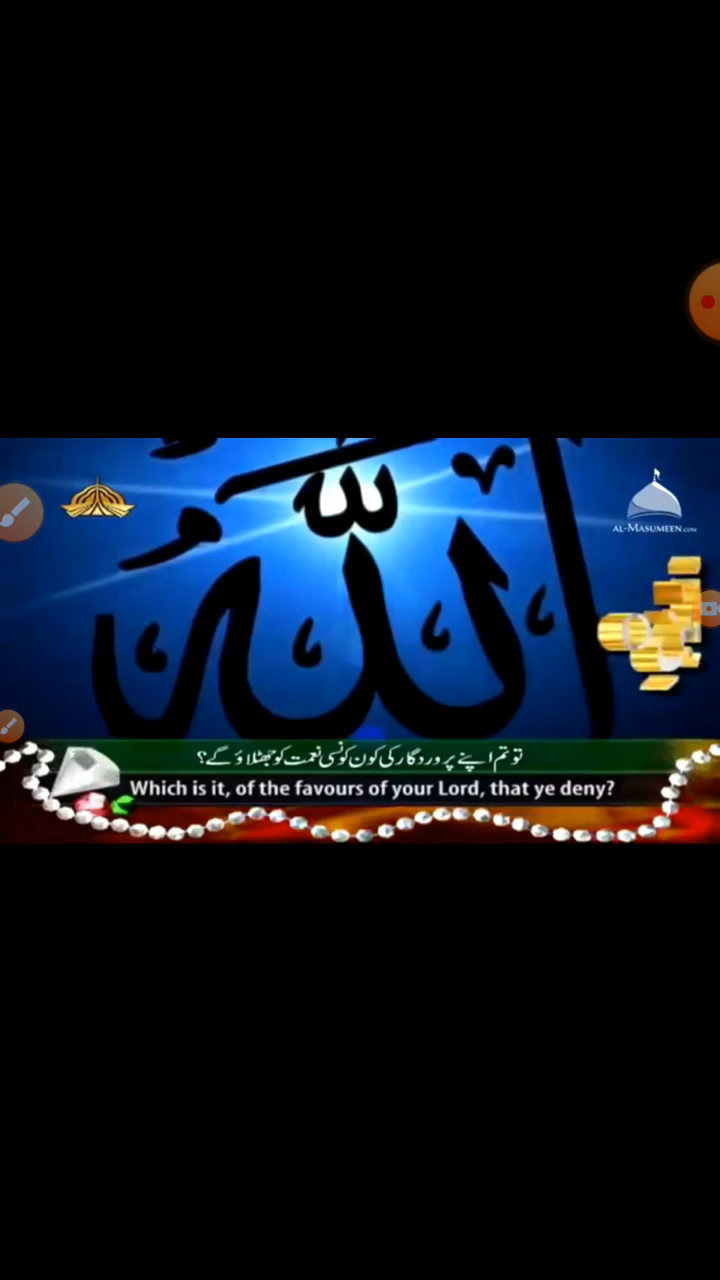 الله
AL-MASUMEEN.COM
تو تم اپنے پروردگار کی کون کونسی نعمت کو جھٹلاؤ گے؟
Which is it, of the favours of your Lord, that ye deny?